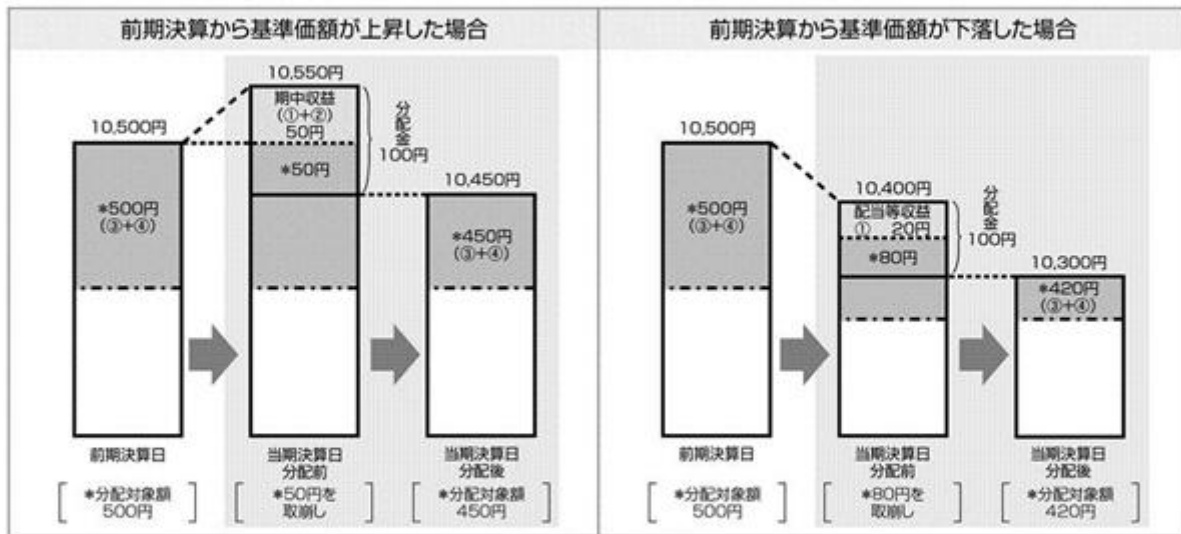 前期決算から基準価額が上昇した場合
10,550円
期中収益
(①+②)
50円
*50円
分配金
100円
10,500円
*500円
(③+④)
10,450円
*450円
(③+④)
前期決算日
当期決算日
分配前
当期決算日
分配後
*分配対象額
500円
*50円を
取崩し
*分配対象額
450円
前期決算から基準価額が下落した場合
10,500円
*500円
(③+④)
10,400円
配当等収益
① 20円
*80円
分配金
100円
10,300円
*420円
(③+④)
前期決算日
当期決算日
分配前
当期決算日
分配後
*分配対象額
500円
*80円を
取崩し
*分配対象額
420円